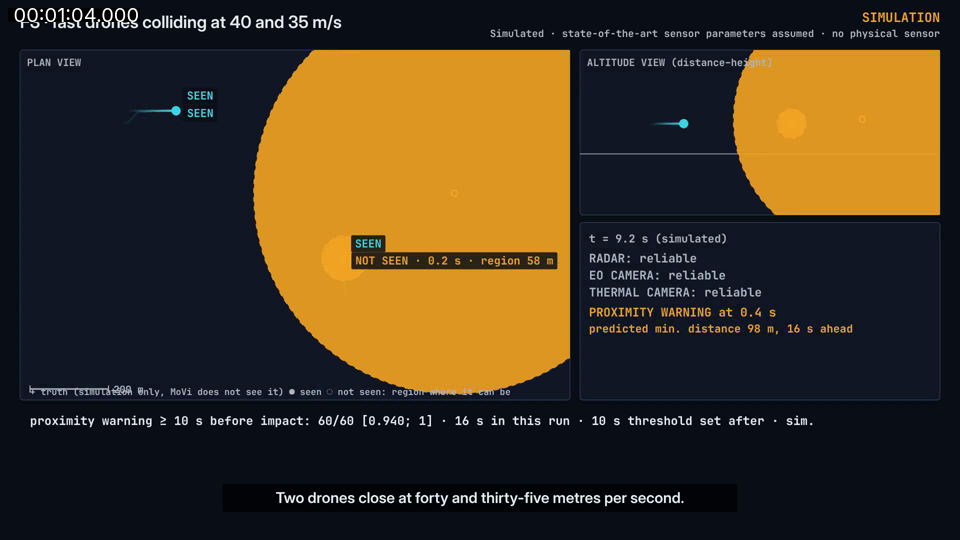 00:01:04.000
fast drones colliding at 40 and 35 m/s
SIMULATION
Simulated · state-of-the-art sensor parameters assumed · no physical sensor
PLAN VIEW
SEEN
SEEN
SEEN
NOT SEEN · 0.2 s · region 58 m
200 m
truth (simulation only, MoVi does not see it) ● seen ○ not seen: region where it can be
ALTITUDE VIEW (distance-height)
t = 9.2 s (simulated)
RADAR: reliable
EO CAMERA: reliable
THERMAL CAMERA: reliable
PROXIMITY WARNING at 0.4 s
predicted min. distance 98 m, 16 s ahead
proximity warning ≥ 10 s before impact: 60/60 [0.940; 1] · 16 s in this run · 10 s threshold set after · sim.
Two drones close at forty and thirty-five metres per second.